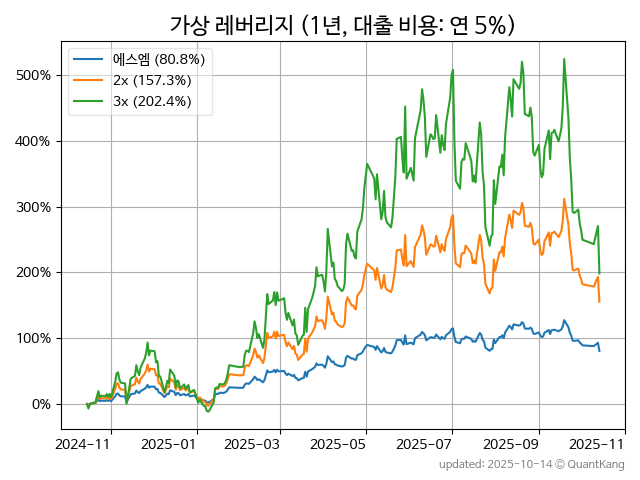 가상 레버리지 (1년, 대출 비용: 연 5%)
에스엠 (80.8%)
2x (157.3%)
3x (202.4%)
500%
400%
300%
200%
100%
0%
2024-11 2025-01 2025-03 2025-05 2025-07 2025-09 2025-11
updated: 2025-10-14 © QuantKang